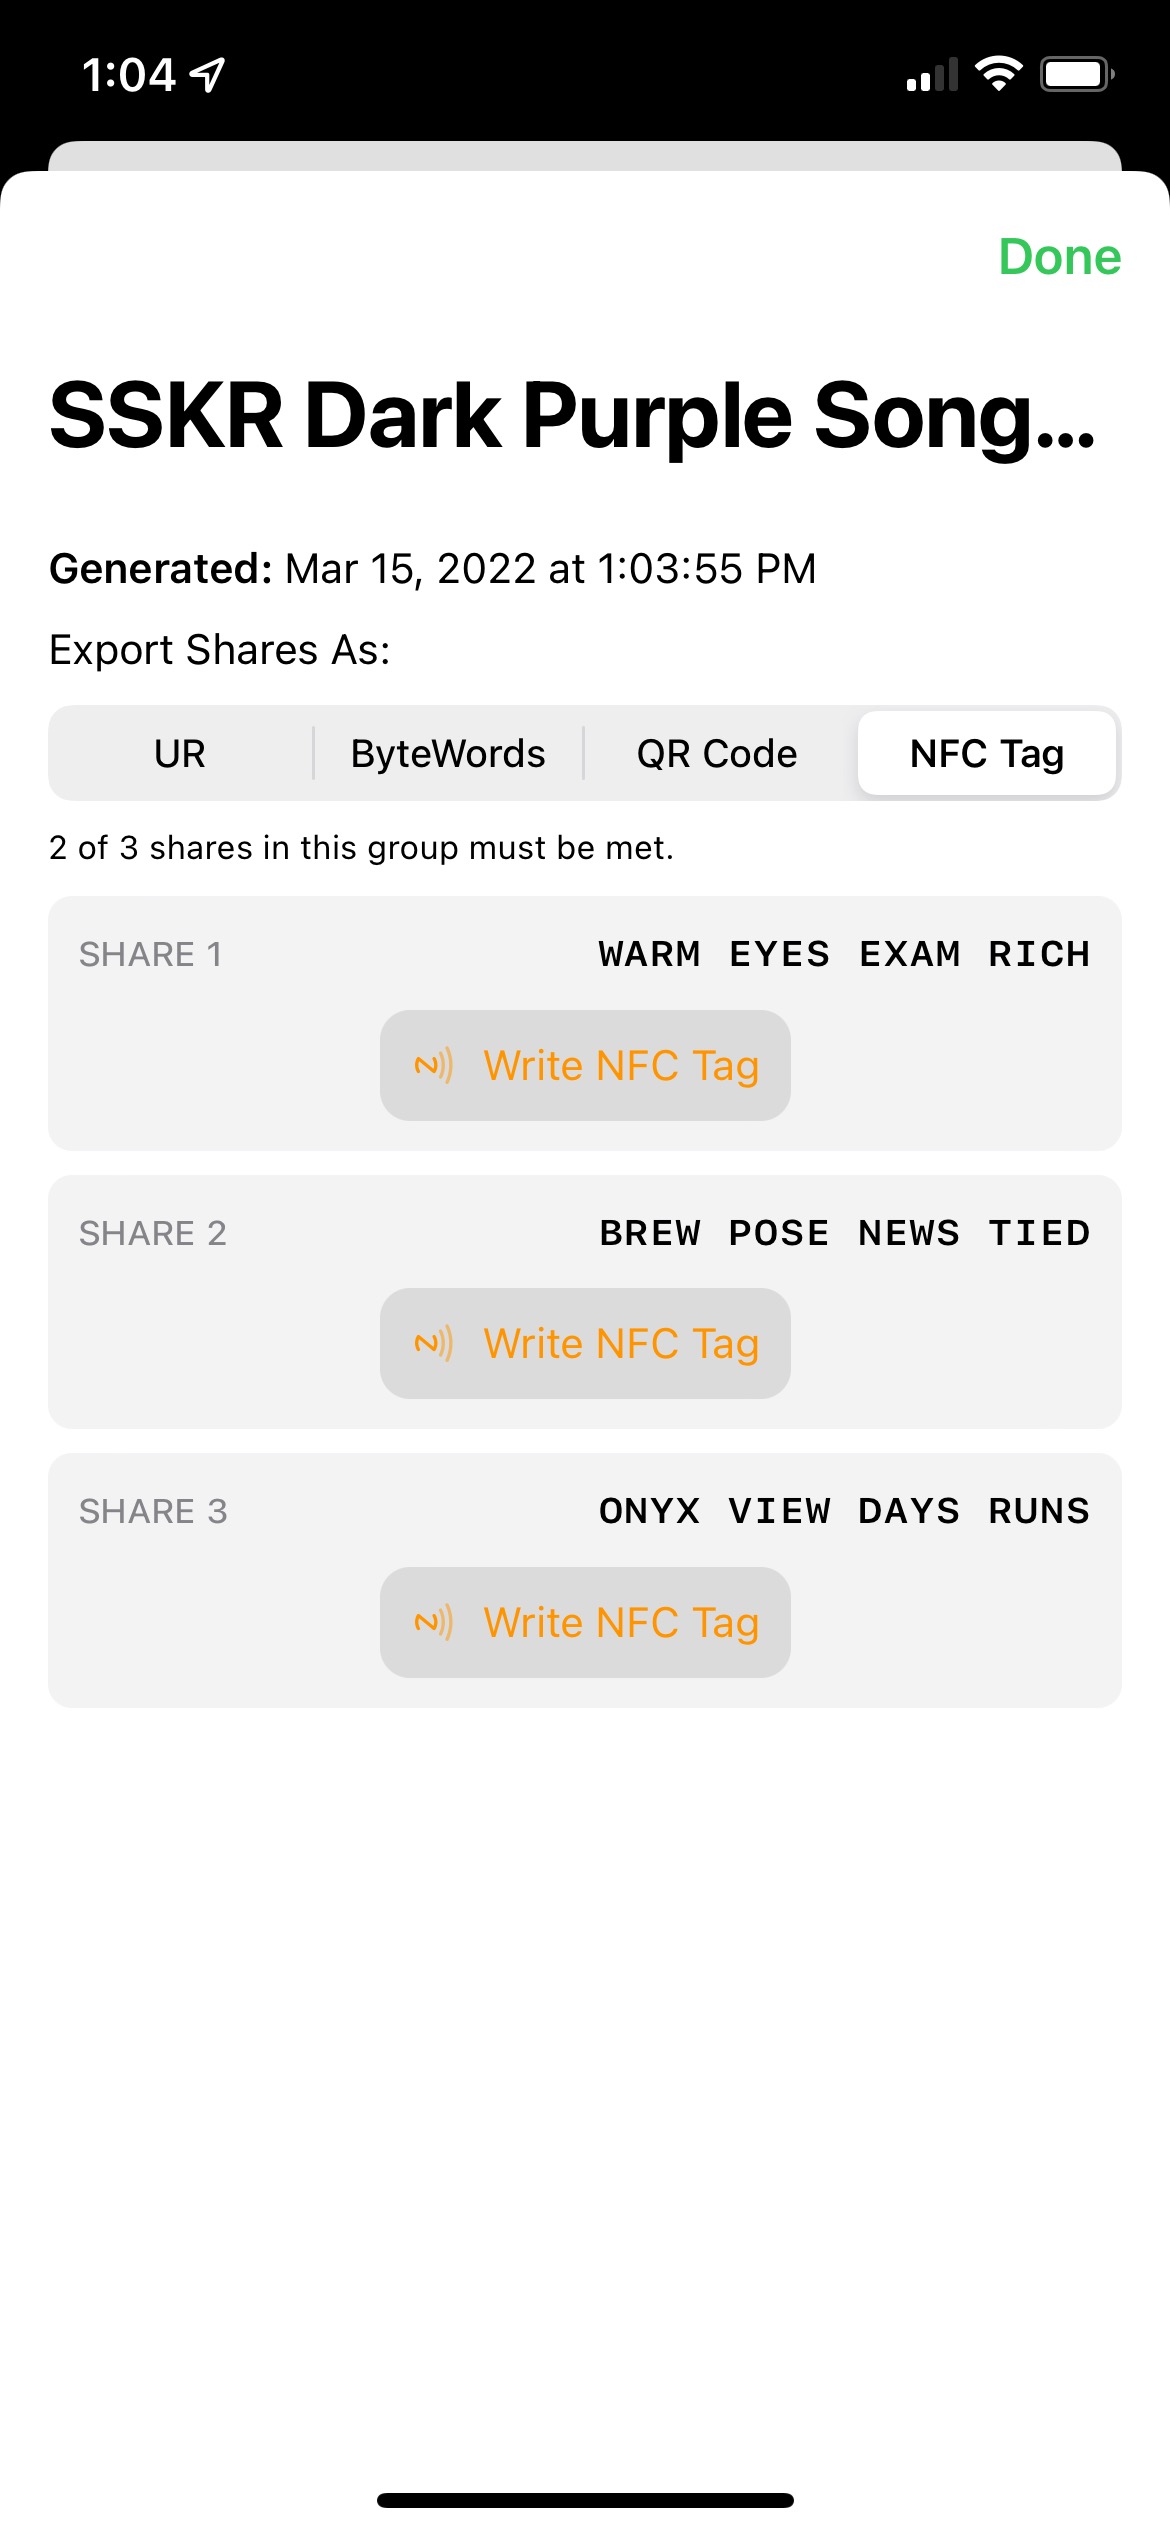 1:04
Done
SSKR Dark Purple Song...
Generated: Mar 15, 2022 at 1:03:55 PM
Export Shares As:
UR ByteWords QR Code NFC Tag
2 of 3 shares in this group must be met.
SHARE 1 WARM EYES EXAM RICH
Write NFC Tag
SHARE 2 BREW POSE NEWS TIED
Write NFC Tag
SHARE 3 ONYX VIEW DAYS RUNS
Write NFC Tag